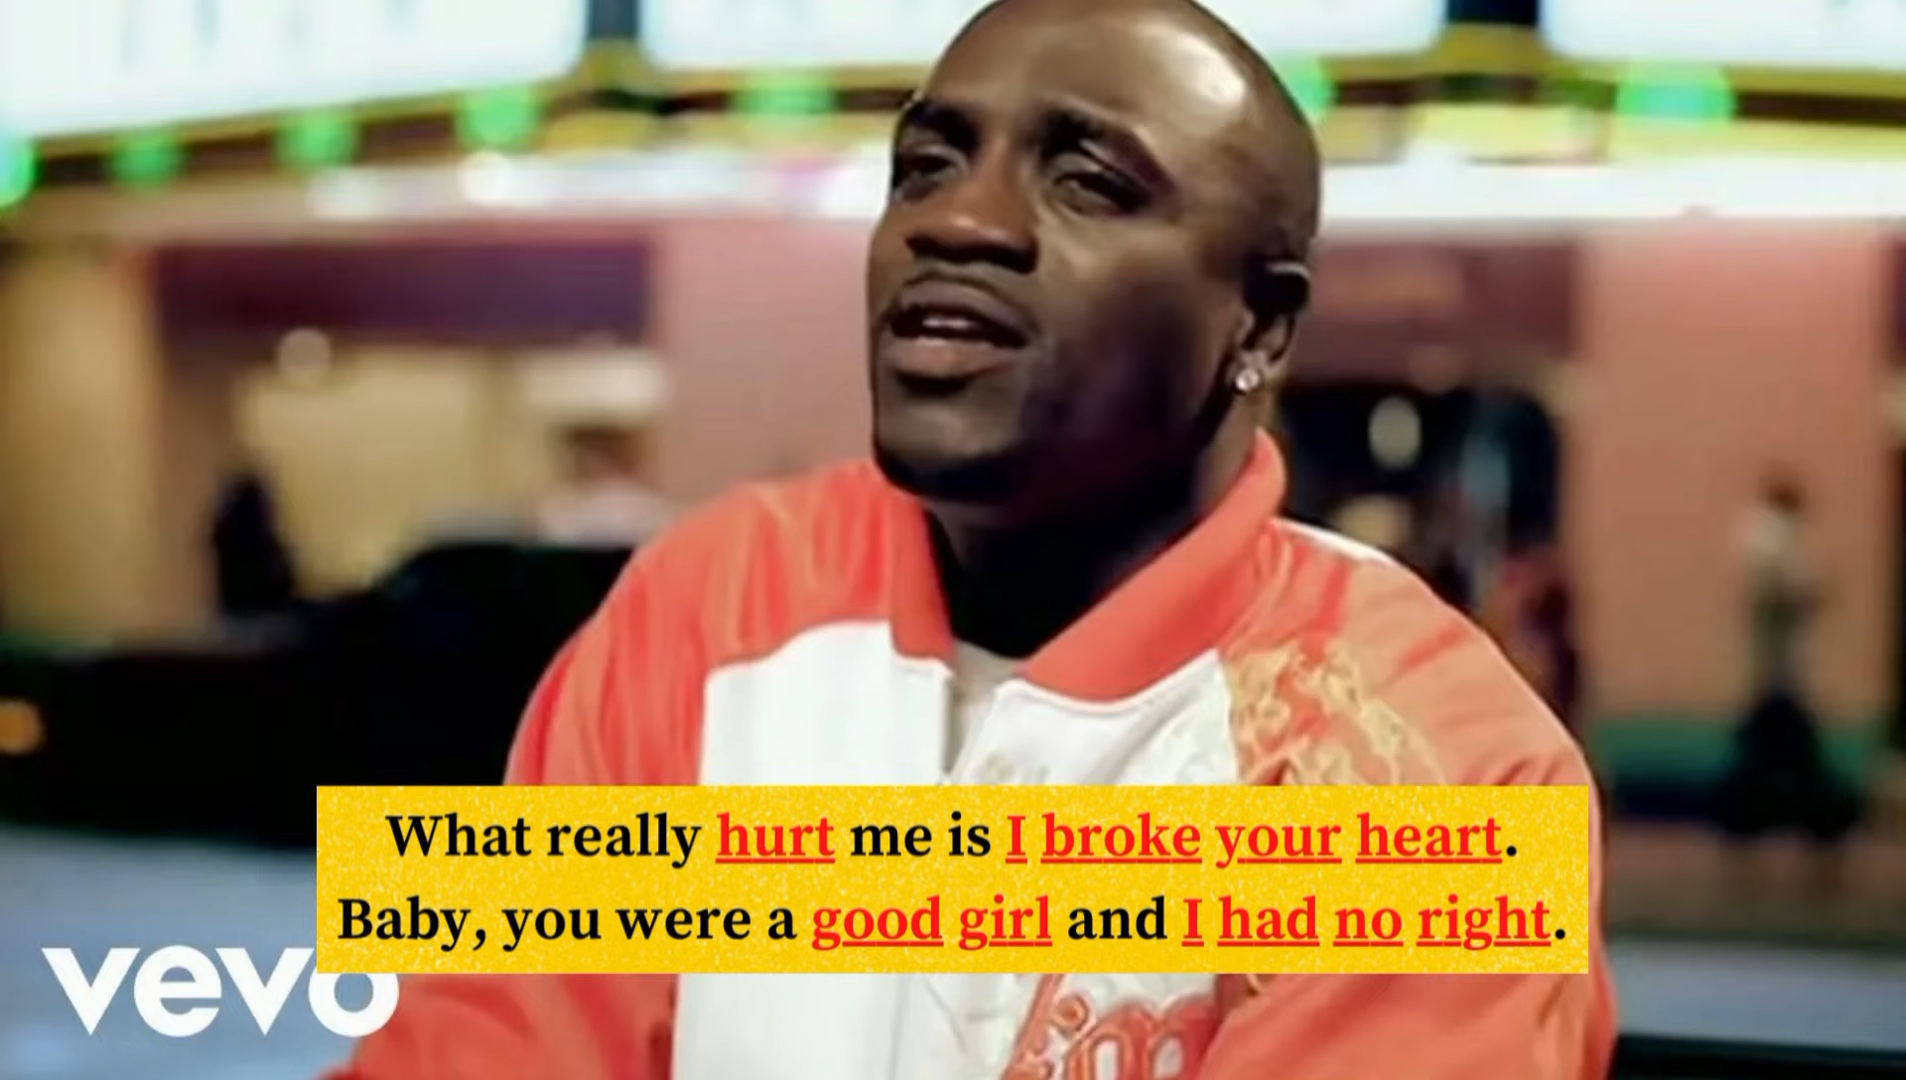 What really hurt me is I broke your heart.
Baby, you were a good girl and I had no right.
vevo